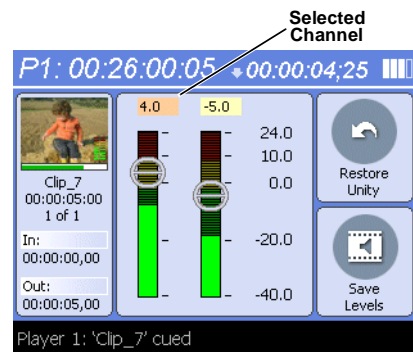 Selected
Channel
P1: 00:26:00:05 00:00:04;25
4.0 -5.0
24.0
10.0
0.0
-20.0
-40.0
Clip_7
00:00:05:00
1 of 1
In:
00:00:00,00
Out:
00:00:05,00
Restore
Unity
Save
Levels
Player 1: 'Clip_7' cued